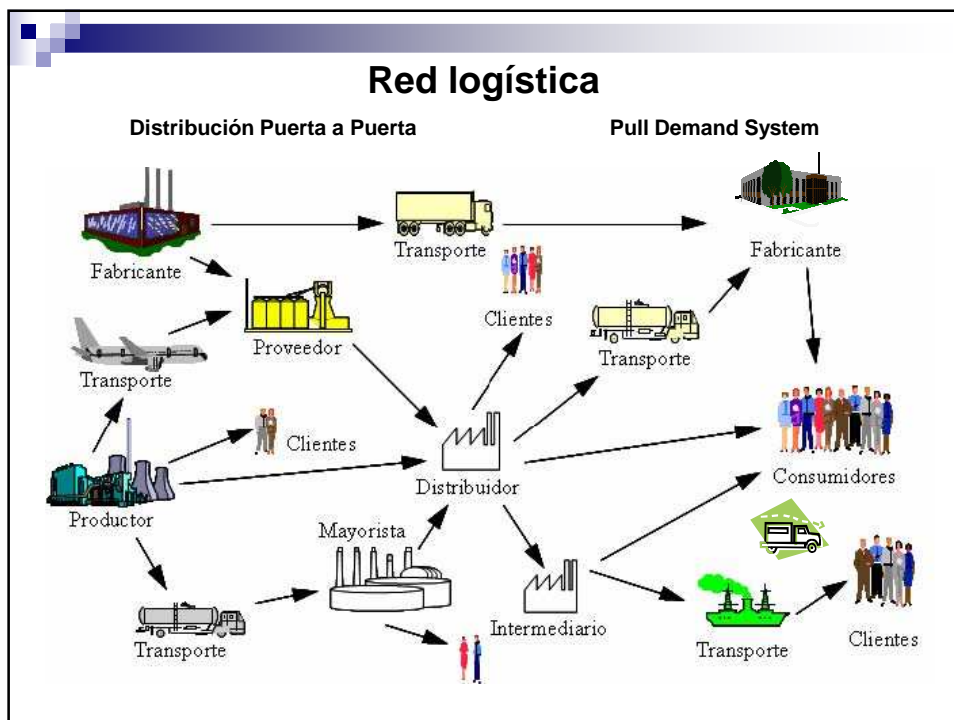 Red logística
Distribución Puerta a Puerta
Pull Demand System
Fabricante
Transporte
Fabricante
Clientes
Proveedor
Transporte
Transporte
Clientes
Distribuidor
Consumidores
Productor
Mayorista
Transporte
Intermediario
Transporte
Clientes